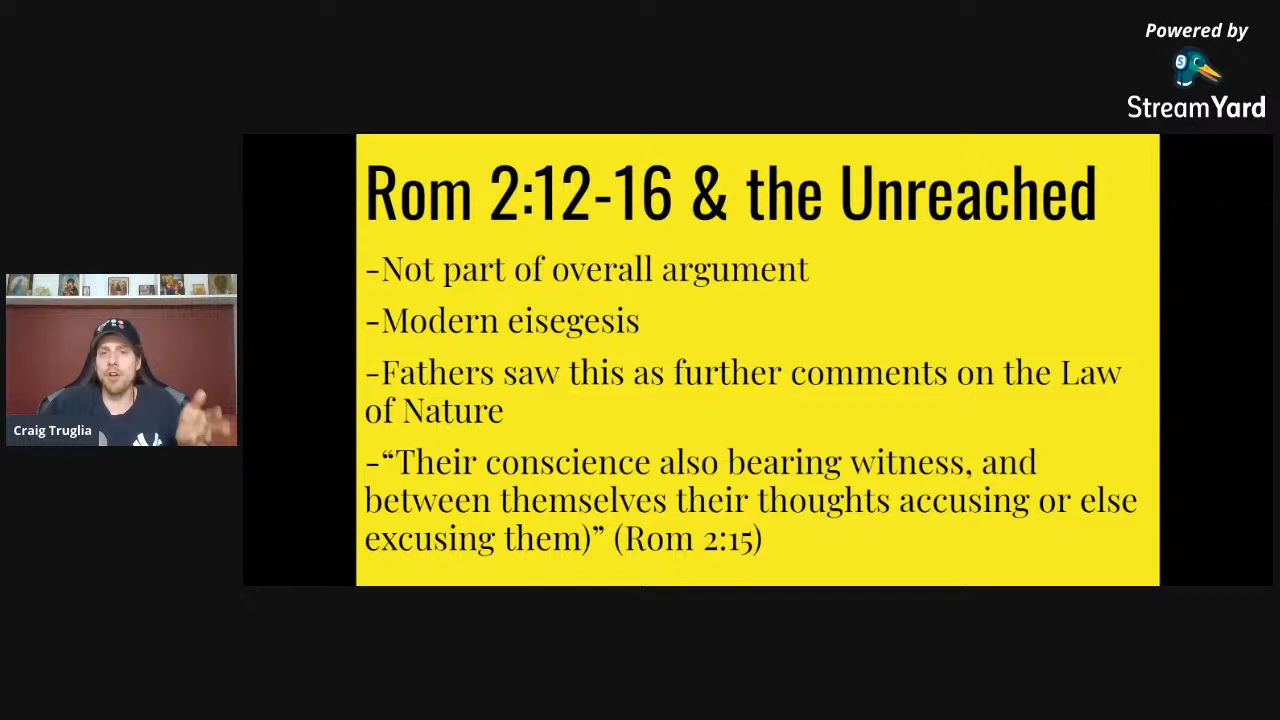 Powered by
StreamYard
Rom 2:12-16 & the Unreached
-Not part of overall argument
-Modern eisegesis
-Fathers saw this as further comments on the Law
of Nature
-“Their conscience also bearing witness, and
between themselves their thoughts accusing or else
excusing them)” (Rom 2:15)
Craig Truglia